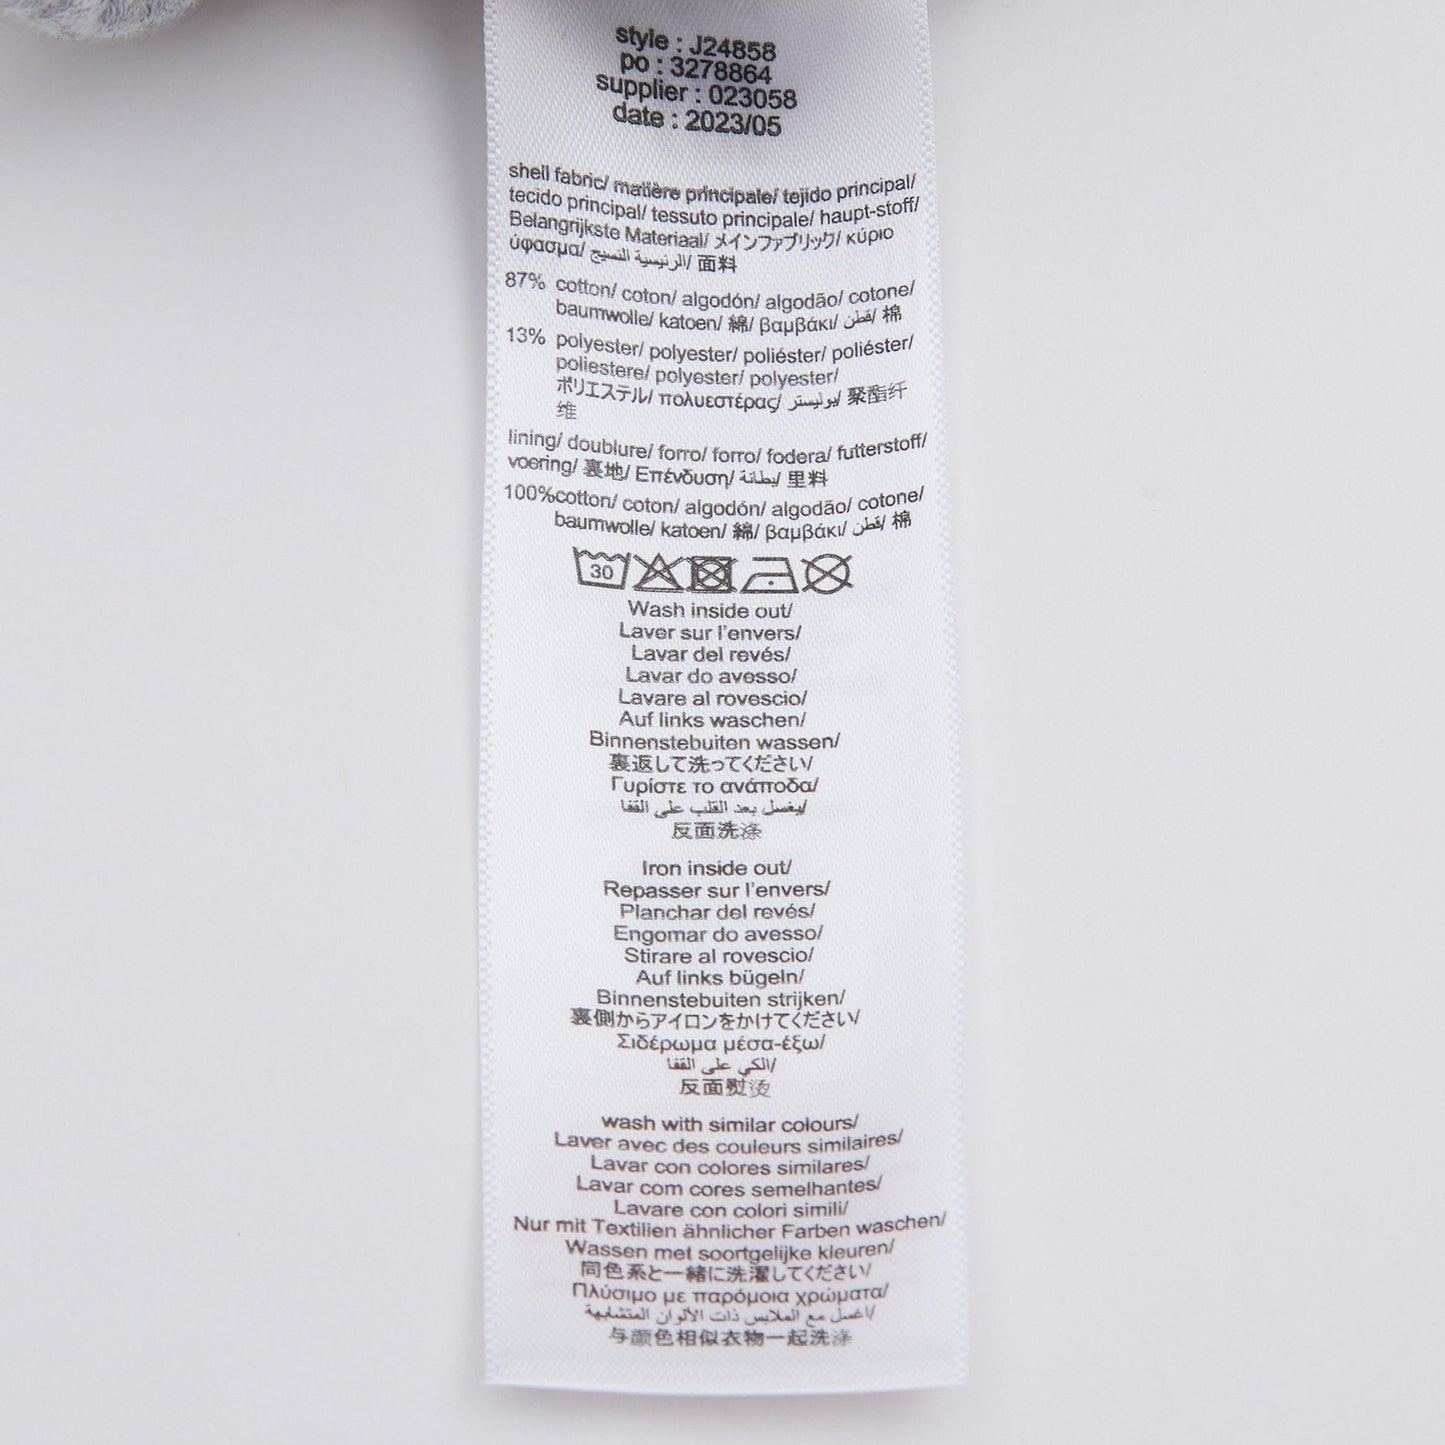 style : J24858
po : 3278864
supplier : 023058
date : 2023/05
shell fabric/ matière principale/ tejido principal/
tecido principal/ tessuto principale/ haupt-stoff/
Belangrijkste Materiaal/ メインファブリック/ κύριο
ύφασμα/ الرئيسية النسيج/ 面料
87% cotton/ coton/ algodón/ algodão/ cotone/
baumwolle/ katoen/ 綿/ βαμβάκι/ قطن/ 棉
13% polyester/ polyester/ poliéster/ poliéster/
poliestere/ polyester/ polyester/
ポリエステル/ πολυεστέρας/ بوليستر/ 聚酯纤
维
lining/ doublure/ forro/ forro/ fodera/ futterstoff/
voering/ 裏地/ Επένδυση/ بطانة/ 里料
100%cotton/ coton/ algodón/ algodão/ cotone/
baumwolle/ katoen/ 綿/ βαμβάκι/ قطن/ 棉
30
Wash inside out/
Laver sur l'envers/
Lavar del revés/
Lavar do avesso/
Lavare al rovescio/
Auf links waschen/
Binnenstebuiten wassen/
裏返して洗ってください/
Γυρίστε το ανάποδα/
يغسل بعد القلب على القفا/
反面洗涤
Iron inside out/
Repasser sur l'envers/
Planchar del revés/
Engomar do avesso/
Stirare al rovescio/
Auf links bügeln/
Binnenstebuiten strijken/
裏側からアイロンをかけてください/
Σιδέρωμα μέσα-έξω/
الكي على القفا/
反面熨烫
wash with similar colours/
Laver avec des couleurs similaires/
Lavar con colores similares/
Lavar com cores semelhantes/
Lavare con colori simili/
Nur mit Textilien ähnlicher Farben waschen/
Wassen met soortgelijke kleuren/
同色系と一緒に洗濯してください/
Πλύσιμο με παρόμοια χρώματα/
اغسل مع الملابس ذات الألوان المتشابهة/
与颜色相似衣物一起洗涤